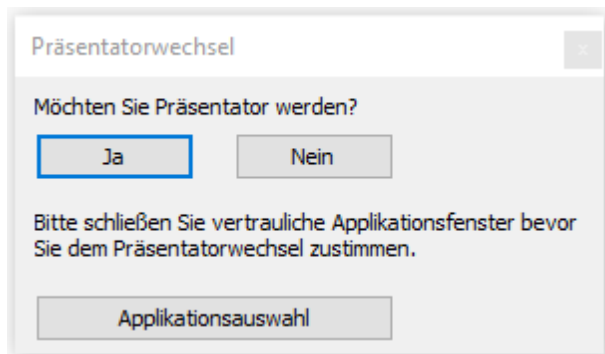 Präsentatorwechsel
x
Möchten Sie Präsentator werden?
Ja
Nein
Bitte schließen Sie vertrauliche Applikationsfenster bevor
Sie dem Präsentatorwechsel zustimmen.
Applikationsauswahl